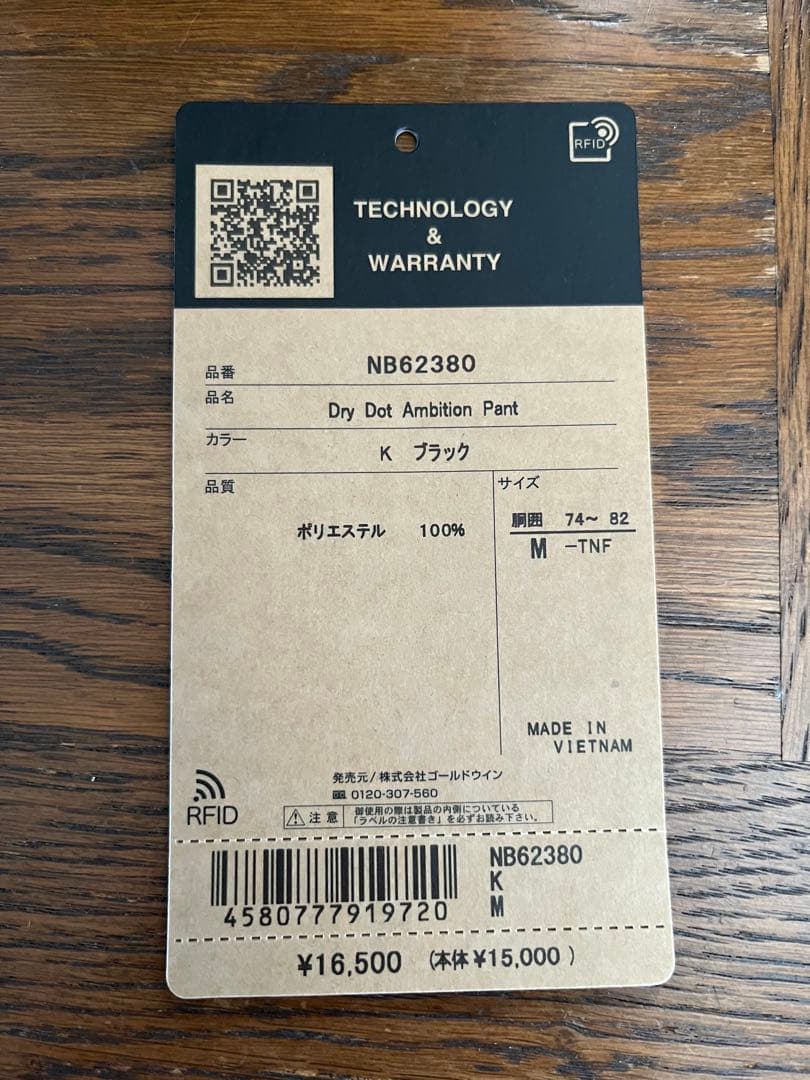 RFID
TECHNOLOGY
&
WARRANTY
品番 NB62380
品名 Dry Dot Ambition Pant
カラー K ブラック
品質
ポリエステル 100%
サイズ
胴囲 74～ 82
M -TNF
MADE IN
VIETNAM
RFID
発売元/株式会社ゴールドウイン
0120-307-560
注意
御使用の際は製品の内側についている
「ラベルの注意書き」を必ずお読み下さい。
4580777919720
NB62380
K
M
¥16,500 (本体¥15,000 )